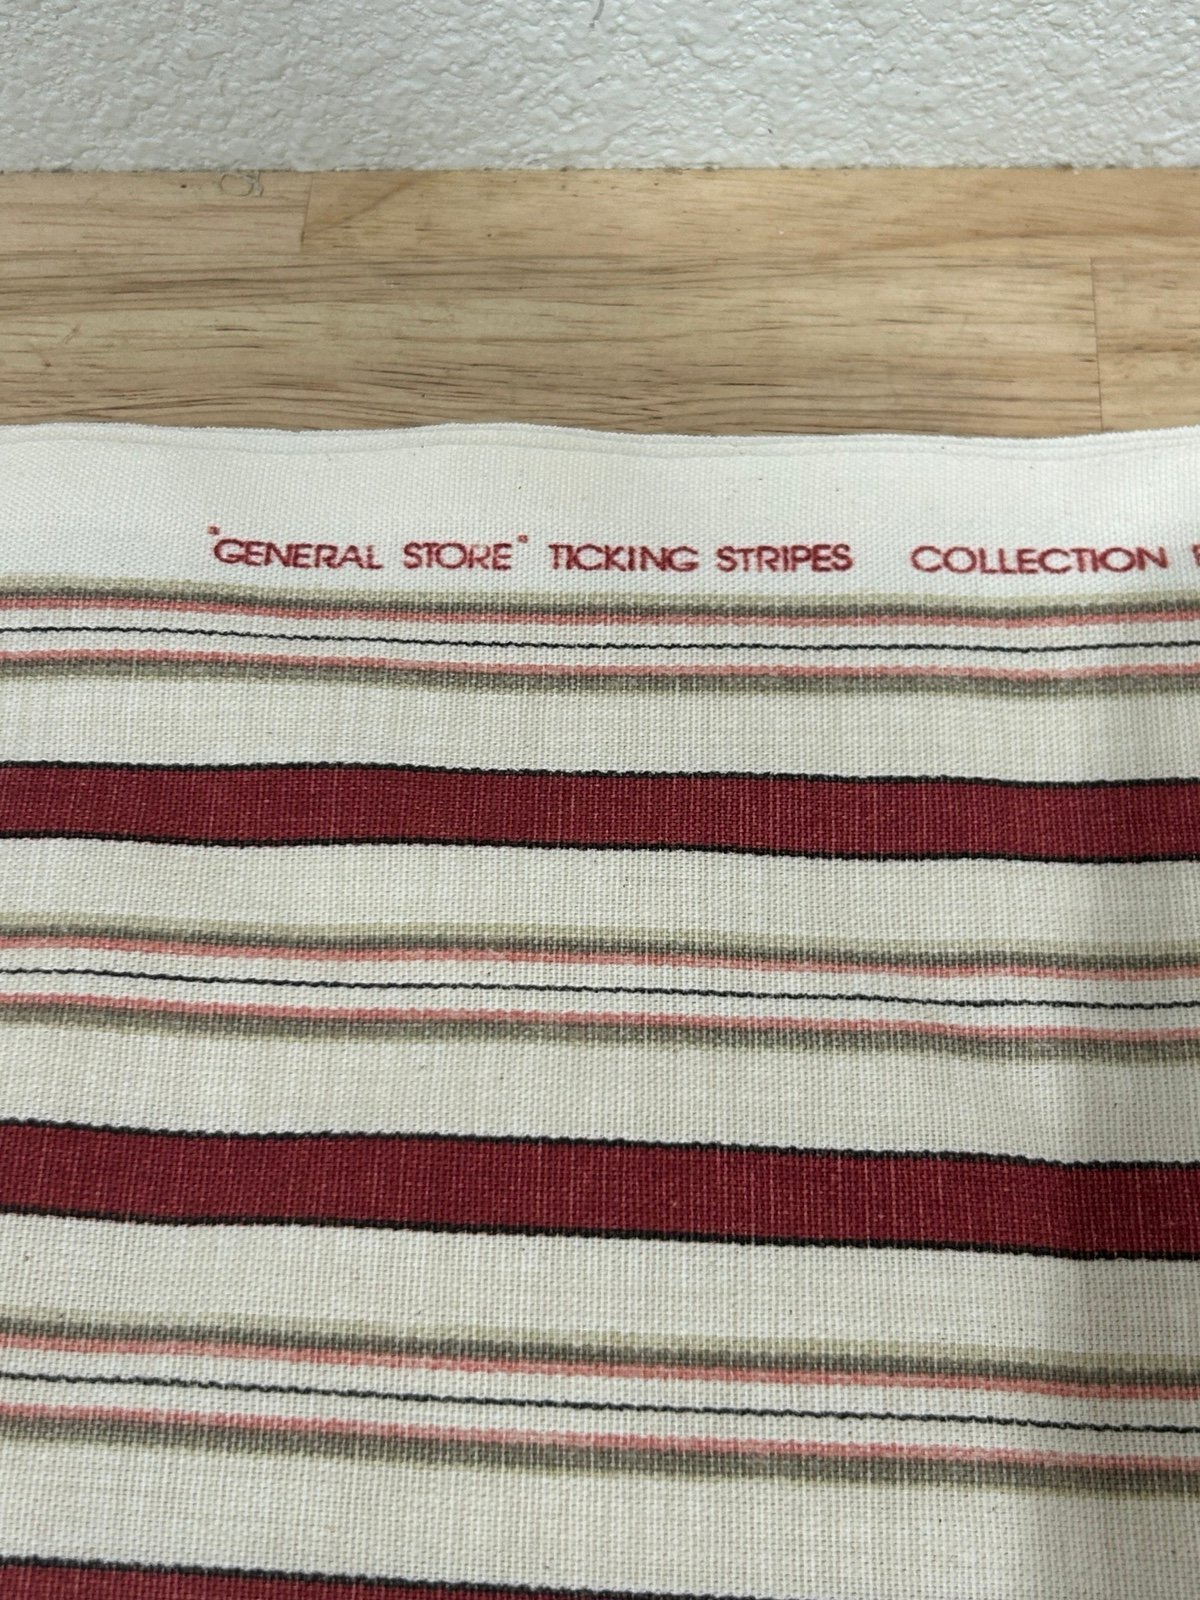 "GENERAL STORE" TICKING STRIPES COLLECTION